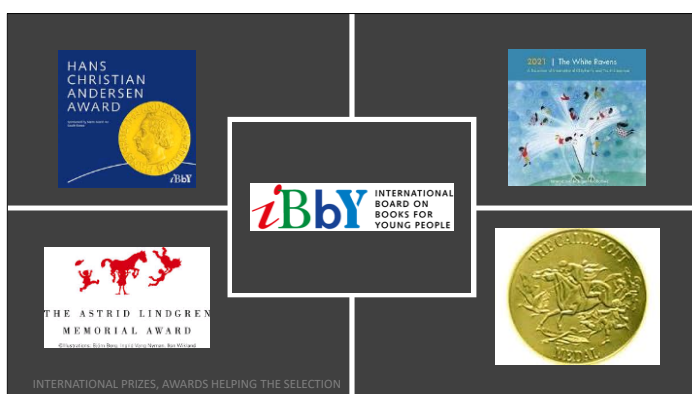 HANS
CHRISTIAN
ANDERSEN
AWARD
iBbY
2021 | The White Ravens
iBbY
INTERNATIONAL
BOARD ON
BOOKS FOR
YOUNG PEOPLE
THE ASTRID LINDGREN
MEMORIAL AWARD
THE CALDECOTT
MEDAL
INTERNATIONAL PRIZES, AWARDS HELPING THE SELECTION